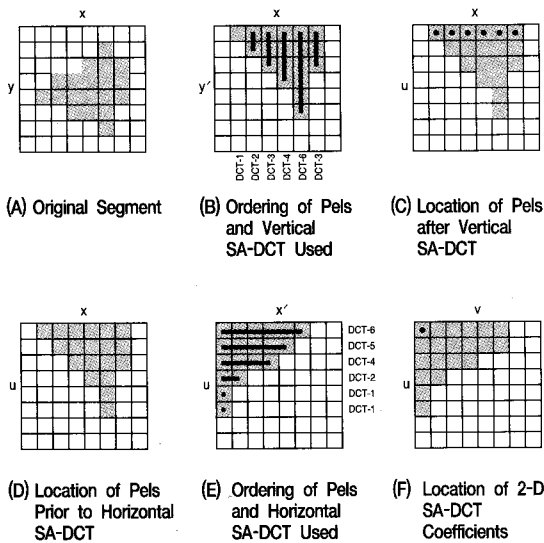 x
x
x
y
y′
u
DCT-1
DCT-2
DCT-3
DCT-4
DCT-6
DCT-3
(A) Original Segment
(B) Ordering of Pels
and Vertical
SA-DCT Used
(C) Location of Pels
after Vertical
SA-DCT
x
x′
v
u
u
u
DCT-6
DCT-5
DCT-4
DCT-2
DCT-1
DCT-1
(D) Location of Pels
Prior to Horizontal
SA-DCT
(E) Ordering of Pels
and Horizontal
SA-DCT Used
(F) Location of 2-D
SA-DCT
Coefficients